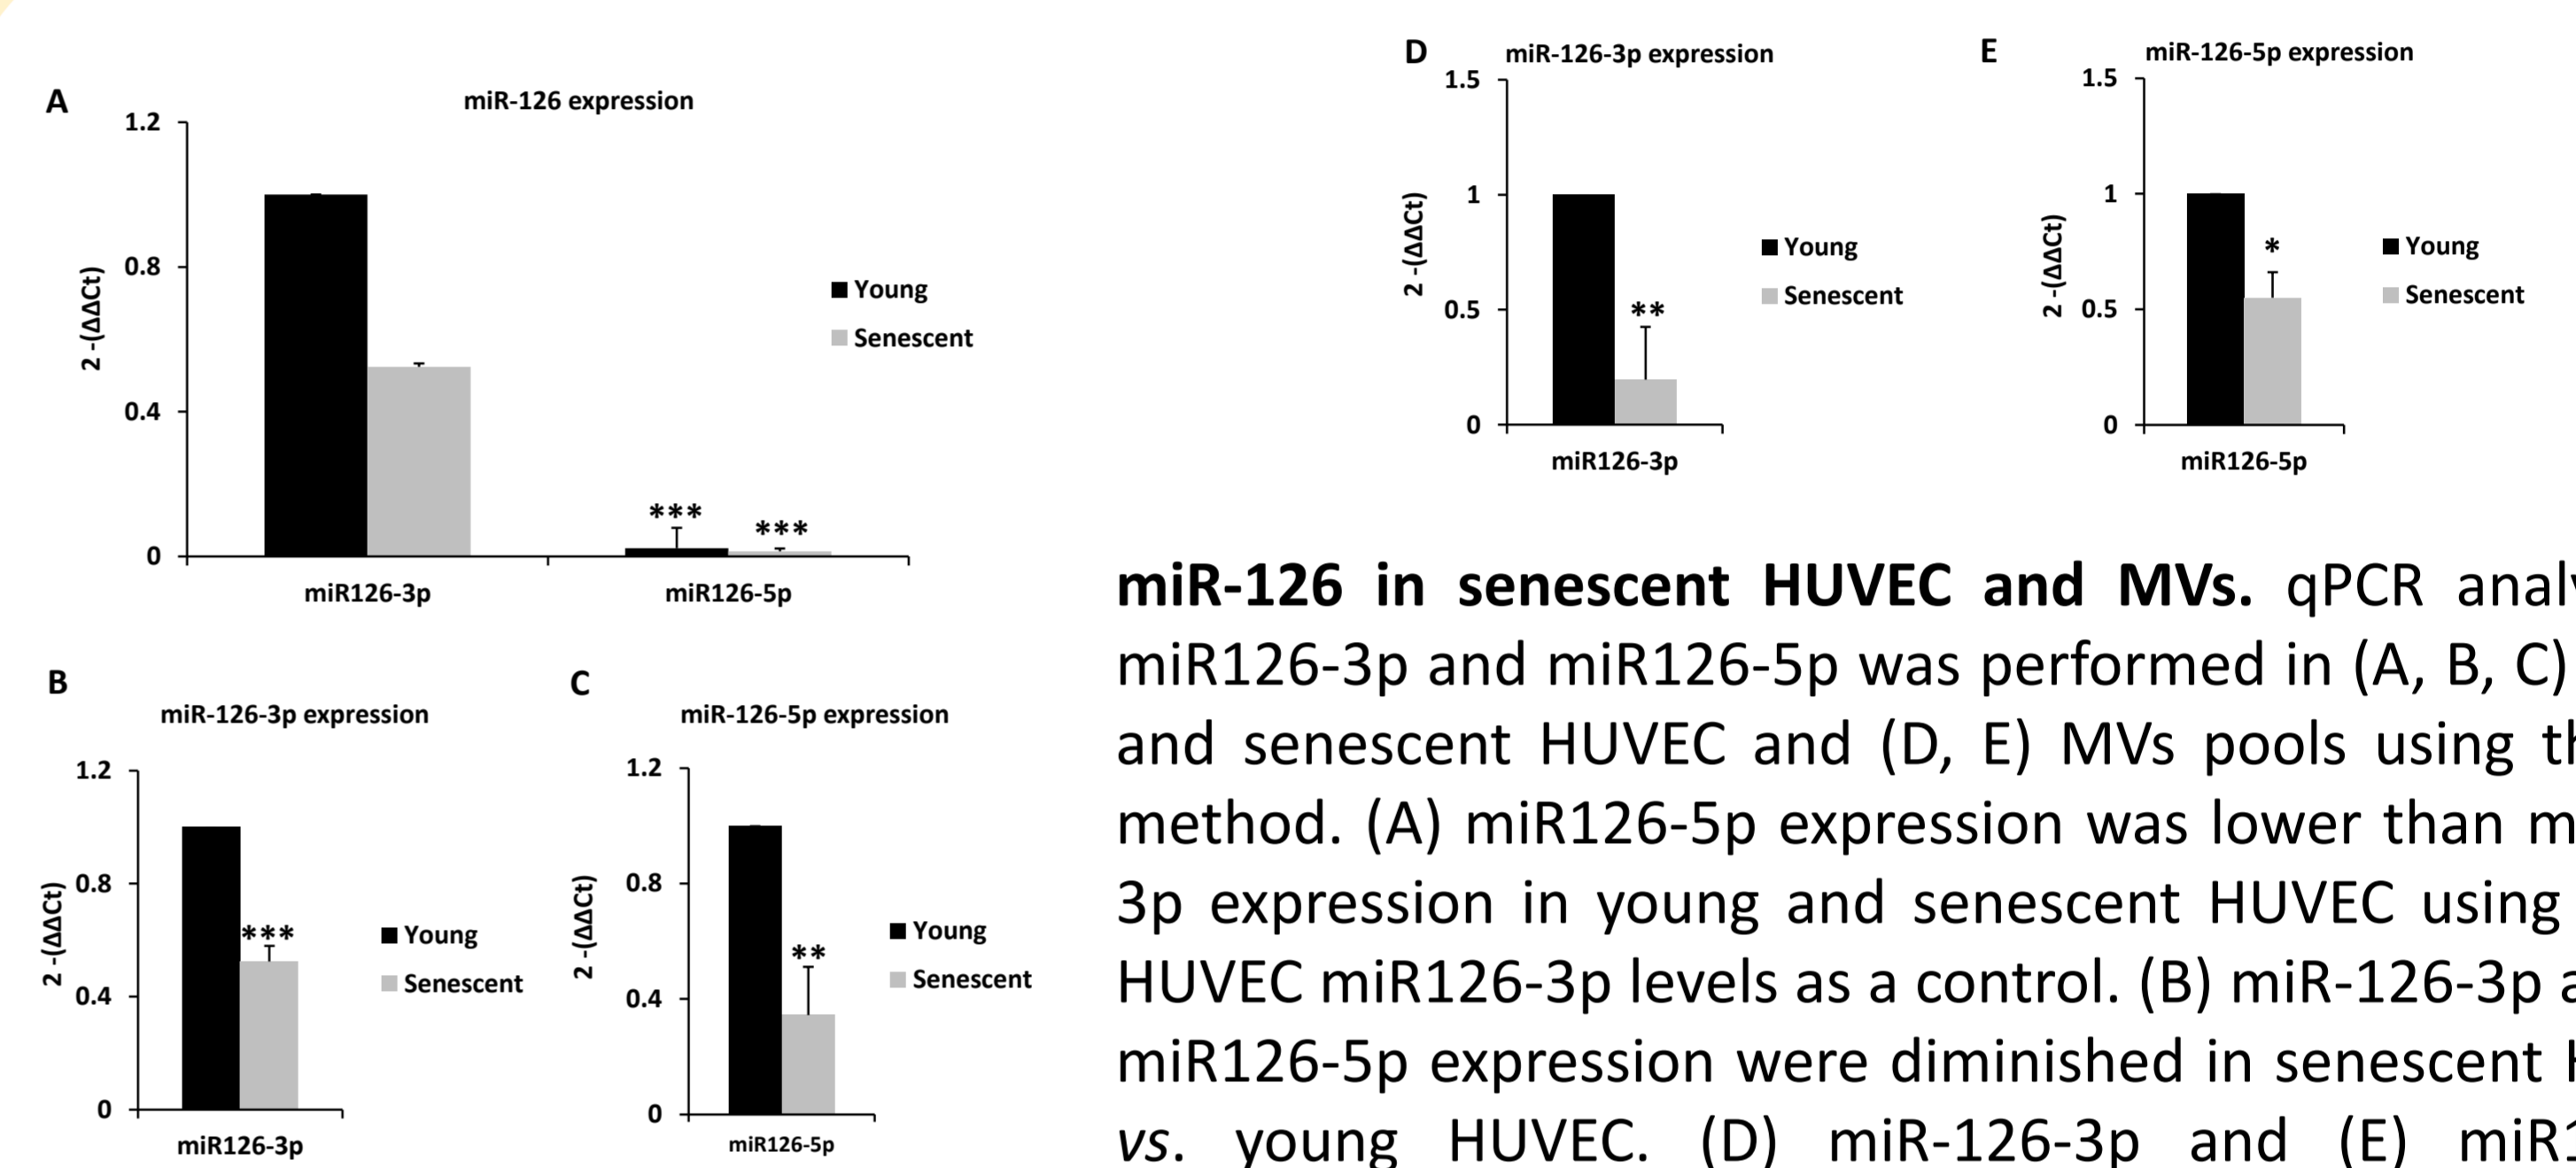 A
miR-126 expression
1.2
0.8
0.4
0
2 -(ΔΔCt)
Young
Senescent
***
***
miR126-3p
miR126-5p
B
miR-126-3p expression
1.2
0.8
0.4
0
2 -(ΔΔCt)
***
Young
Senescent
miR126-3p
C
miR-126-5p expression
1.2
0.8
0.4
0
2 -(ΔΔCt)
**
Young
Senescent
miR126-5p
D
miR-126-3p expression
1.5
1
0.5
0
2 -(ΔΔCt)
**
Young
Senescent
miR126-3p
E
miR-126-5p expression
1.5
1
0.5
0
2 -(ΔΔCt)
*
Young
Senescent
miR126-5p
miR-126 in senescent HUVEC and MVs. qPCR
miR126-3p and miR126-5p was performed in (A, B, C)
and senescent HUVEC and (D, E) MVs pools using
method. (A) miR126-5p expression was lower than
3p expression in young and senescent HUVEC using
HUVEC miR126-3p levels as a control. (B) miR-126-3p
miR126-5p expression were diminished in senescent
vs. young HUVEC. (D) miR-126-3p and (E)